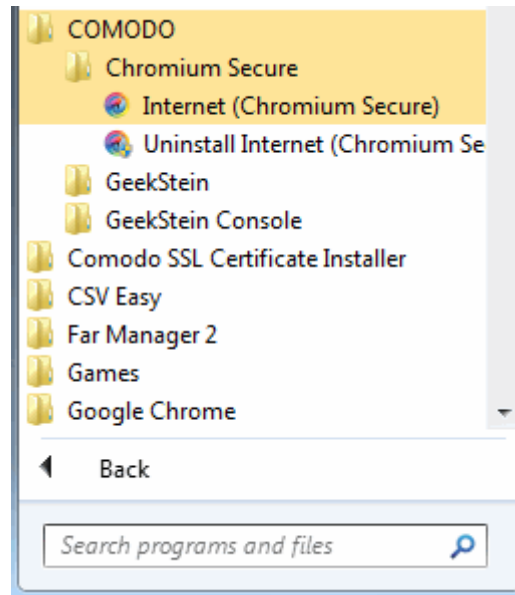 COMODO
Chromium Secure
Internet (Chromium Secure)
Uninstall Internet (Chromium Se
GeekStein
GeekStein Console
Comodo SSL Certificate Installer
CSV Easy
Far Manager 2
Games
Google Chrome
Back
Search programs and files